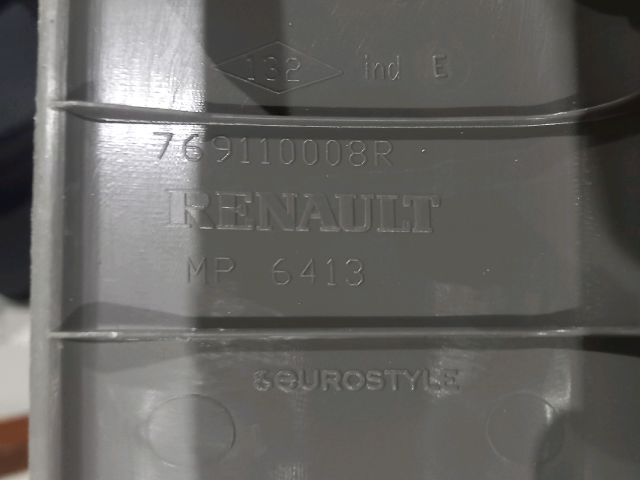 132 ind E
769110008R
RENAULT
MP 6413
EUROSTYLE